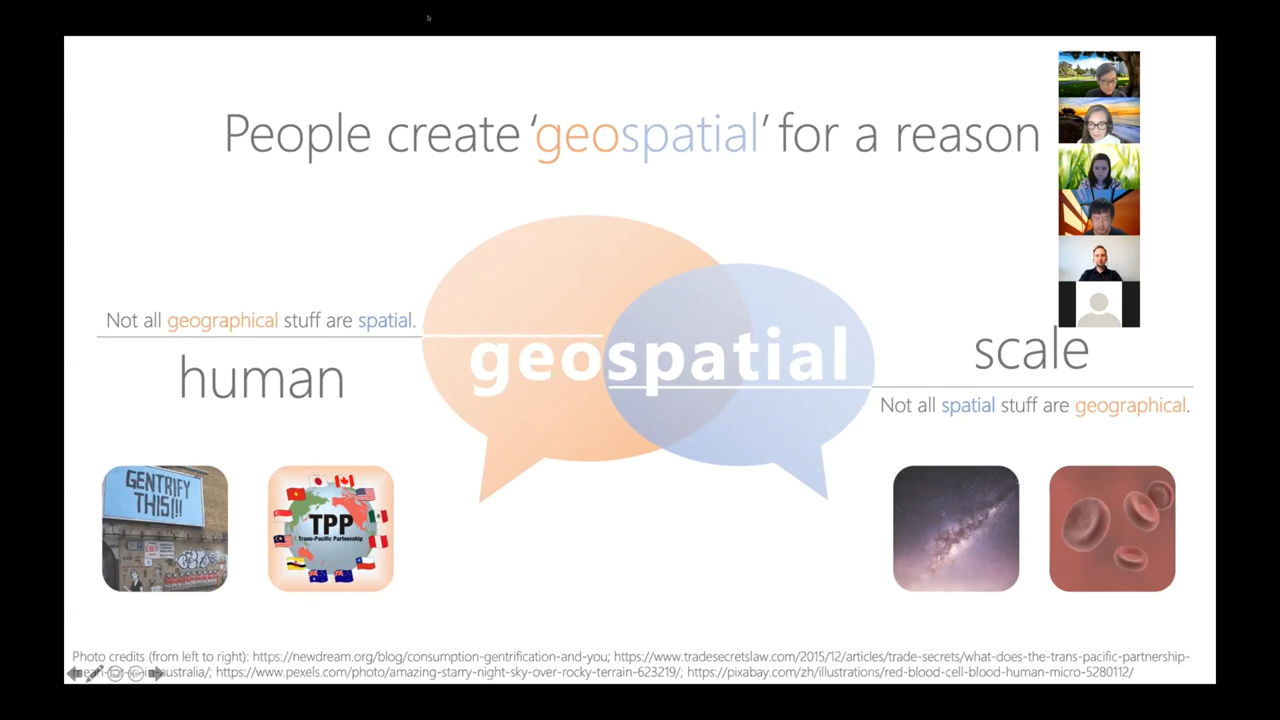 People create ‘geospatial’ for a reason
Not all geographical stuff are spatial.
human
geospatial
scale
Not all spatial stuff are geographical.
GENTRIFY
THIS!!!
TPP
Trans-Pacific Partnership
Photo credits (from left to right): https://newdream.org/blog/consumption-gentrification-and-you; https://www.tradesecretslaw.com/2015/12/articles/trade-secrets/what-does-the-trans-pacific-partnership-
australia/; https://www.pexels.com/photo/amazing-starry-night-sky-over-rocky-terrain-623219/; https://pixabay.com/zh/illustrations/red-blood-cell-blood-human-micro-5280112/